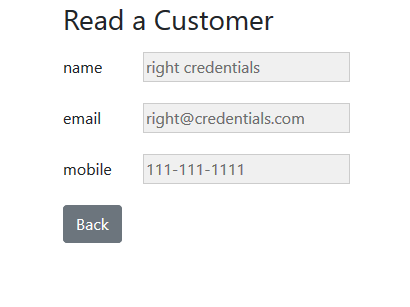 Read a Customer
name right credentials
email right@credentials.com
mobile 111-111-1111
Back